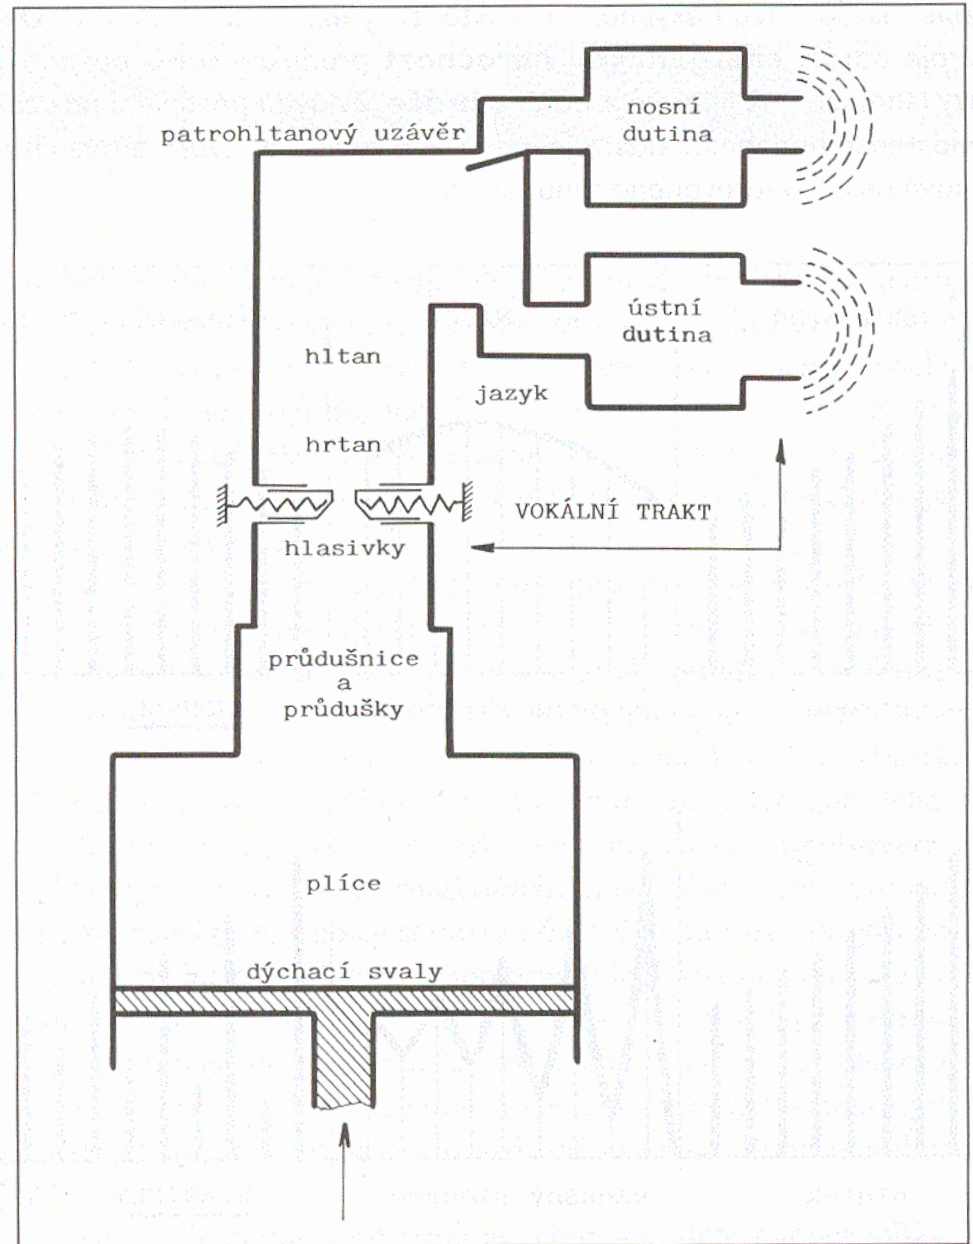 patrohltanový uzávěr
nosní
dutina
ústní
dutina
hltan
jazyk
hrtan
VOKÁLNÍ TRAKT
hlasivky
průdušnice
a
průdušky
plíce
dýchací svaly